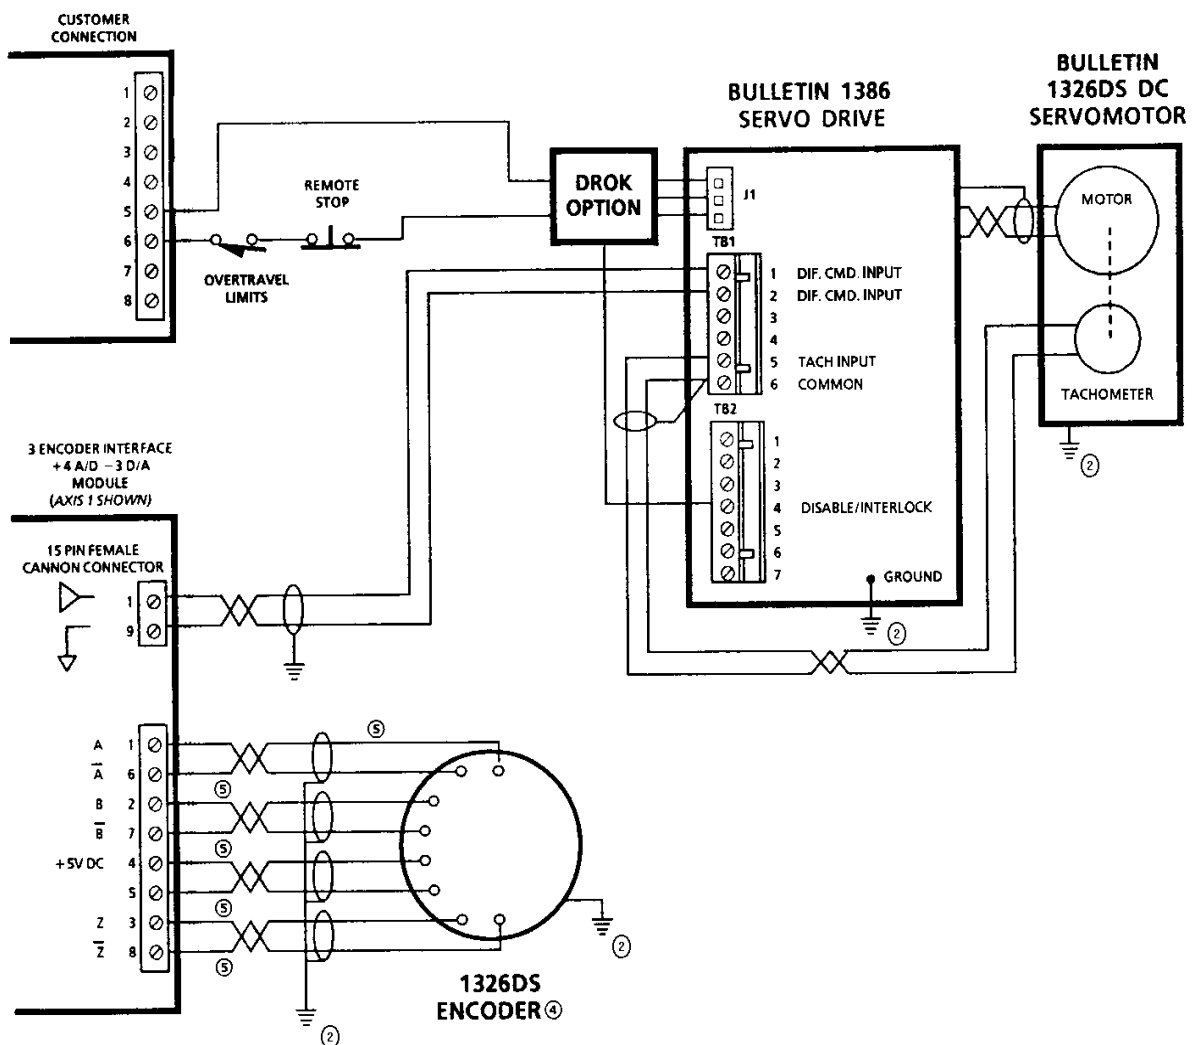 CUSTOMER
CONNECTION
1
2
3
4
5
6
7
8
REMOTE
STOP
OVERTRAVEL
LIMITS
DROK
OPTION
BULLETIN 1386
SERVO DRIVE
J1
TB1
1 DIF. CMD. INPUT
2 DIF. CMD. INPUT
3
4
5 TACH INPUT
6 COMMON
TB2
1
2
3
4 DISABLE/INTERLOCK
5
6
7
GROUND
2
BULLETIN
1326DS DC
SERVOMOTOR
MOTOR
TACHOMETER
2
3 ENCODER INTERFACE
+4 A/D –3 D/A
MODULE
(AXIS 1 SHOWN)
15 PIN FEMALE
CANNON CONNECTOR
1
9
A 1
A̅ 6
B 2
B̅ 7
+5V DC 4
5
Z 3
Z̅ 8
5
5
5
5
5
2
2
1326DS
ENCODER 4